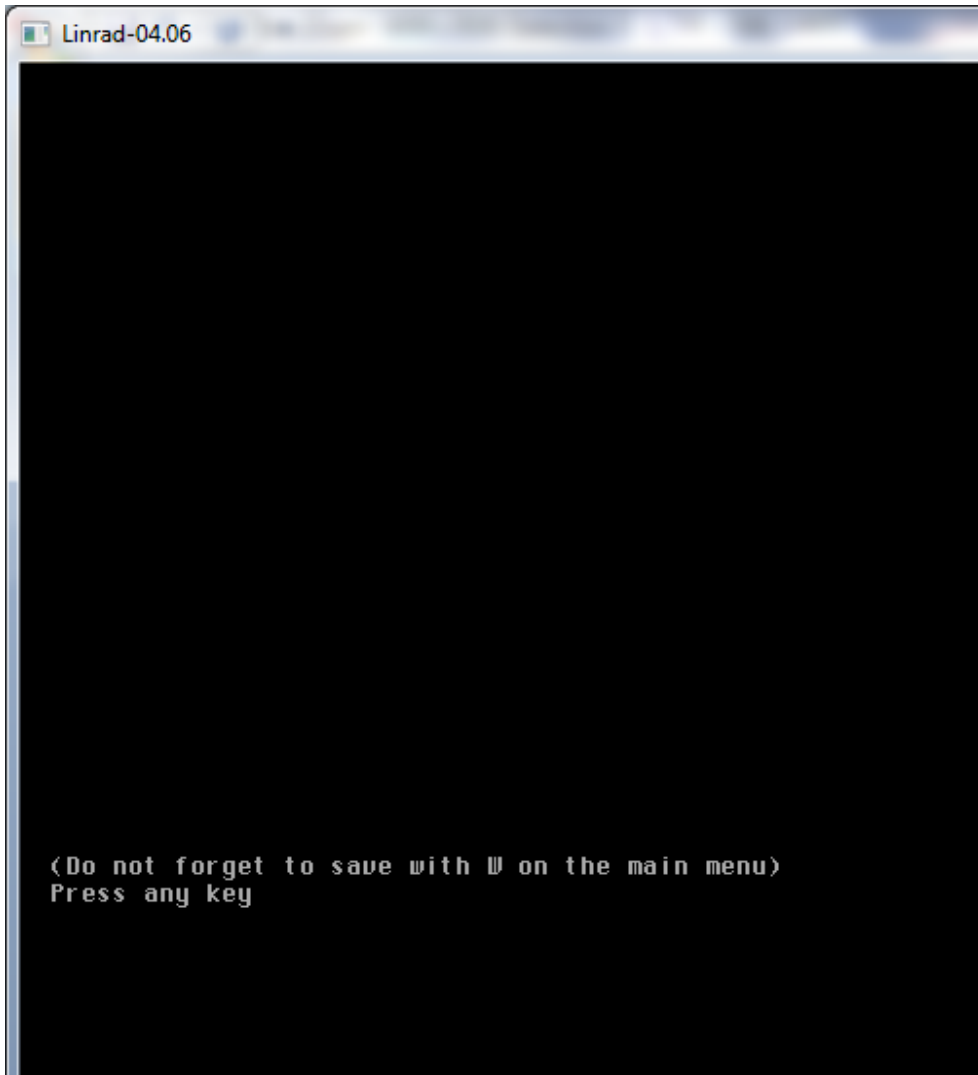 Linrad-04.06
(Do not forget to save with W on the main menu)
Press any key